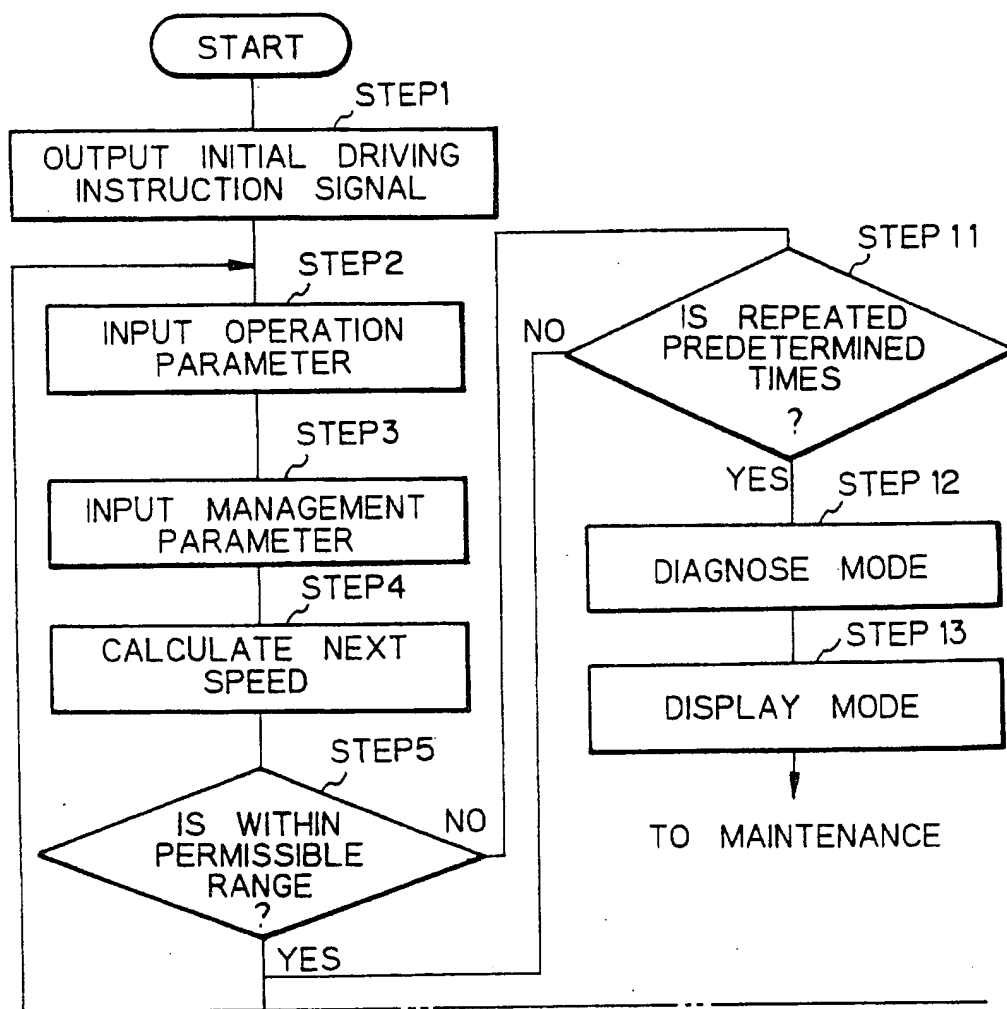 START
STEP1
OUTPUT INITIAL DRIVING
INSTRUCTION SIGNAL
STEP2
INPUT OPERATION
PARAMETER
STEP3
INPUT MANAGEMENT
PARAMETER
STEP4
CALCULATE NEXT
SPEED
STEP5
IS WITHIN
PERMISSIBLE
RANGE
?
NO
YES
STEP 11
IS REPEATED
PREDETERMINED
TIMES
?
NO
YES
STEP 12
DIAGNOSE MODE
STEP 13
DISPLAY MODE
TO MAINTENANCE